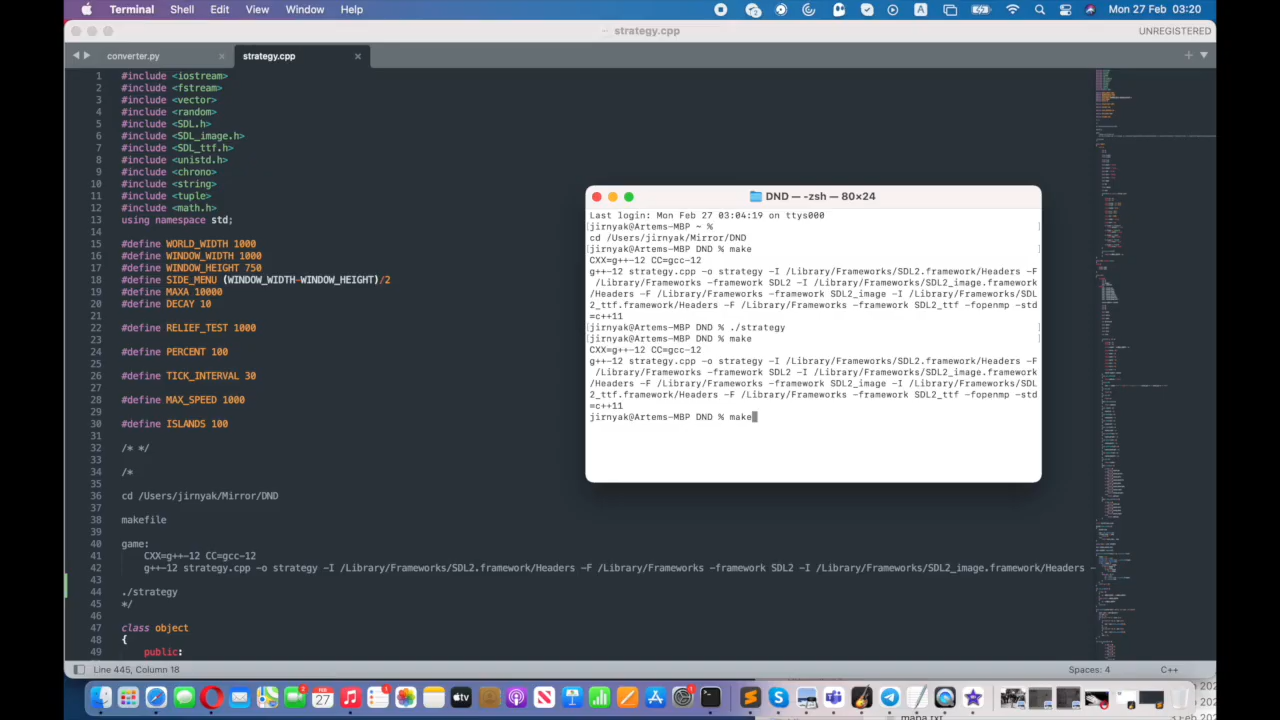 Terminal Shell Edit View Window Help A Mon 27 Feb 03:20
strategy.cpp UNREGISTERED
converter.py strategy.cpp
1 #include <iostream>
2 #include <fstream>
3 #include <vector>
4 #include <random>
5 #include <SDL.h>
6 #include <SDL_image.h>
7 #include <SDL_ttf.h>
8 #include <unistd.h>
9 #include <chrono>
10 #include <string>
11 #include <tuple>
12 #include <math.h>
13 using namespace std;
14
15 #define WORLD_WIDTH 1000
16 #define WINDOW_WIDTH 1000
17 #define WINDOW_HEIGHT 750
18 #define SIDE_MENU (WINDOW_WIDTH-WINDOW_HEIGHT)/2
19 #define MAXA 10000
20 #define DECAY 10
21
22 #define RELIEF_TEST 1000
23
24 #define PERCENT 100
25
26 #define TICK_INTERVAL 30
27
28 #define MAX_SPEED 1000
29
30 #define ISLANDS 100
31
32 /* */
33
34 /*
35
36 cd /Users/jirnyak/Mirror/DND
37
38 makefile
39
40 game:
41 CXX=g++-12 CC=gcc-12
42 g++-12 strategy.cpp -o strategy -I /Library/Frameworks/SDL2.framework/Headers -F /Library/Frameworks -framework SDL2 -I /Library/Frameworks/SDL2_image.framework/Headers -
43
44 ./strategy
45 */
46
47 class object
48 {
49 public:
DND — -zsh — 80×24
Last login: Mon Feb 27 03:04:19 on ttys000
jirnyak@Artems-MBP ~ %
cd /Users/jirnyak/Mirror/DND
jirnyak@Artems-MBP DND % make
CXX=g++-12 CC=gcc-12
g++-12 strategy.cpp -o strategy -I /Library/Frameworks/SDL2.framework/Headers -F
/Library/Frameworks -framework SDL2 -I /Library/Frameworks/SDL2_image.framework
/Headers -F /Library/Frameworks -framework SDL2_image -I /Library/Frameworks/SDL
2_ttf.framework/Headers -F /Library/Frameworks -framework SDL2_ttf -fopenmp -std
=c++11
jirnyak@Artems-MBP DND % ./strategy
jirnyak@Artems-MBP DND % make
CXX=g++-12 CC=gcc-12
g++-12 strategy.cpp -o strategy -I /Library/Frameworks/SDL2.framework/Headers -F
/Library/Frameworks -framework SDL2 -I /Library/Frameworks/SDL2_image.framework
/Headers -F /Library/Frameworks -framework SDL2_image -I /Library/Frameworks/SDL
2_ttf.framework/Headers -F /Library/Frameworks -framework SDL2_ttf -fopenmp -std
=c++11
jirnyak@Artems-MBP DND % make
Line 445, Column 18 Spaces: 4 C++
FEB
27
tv
mapa.txt